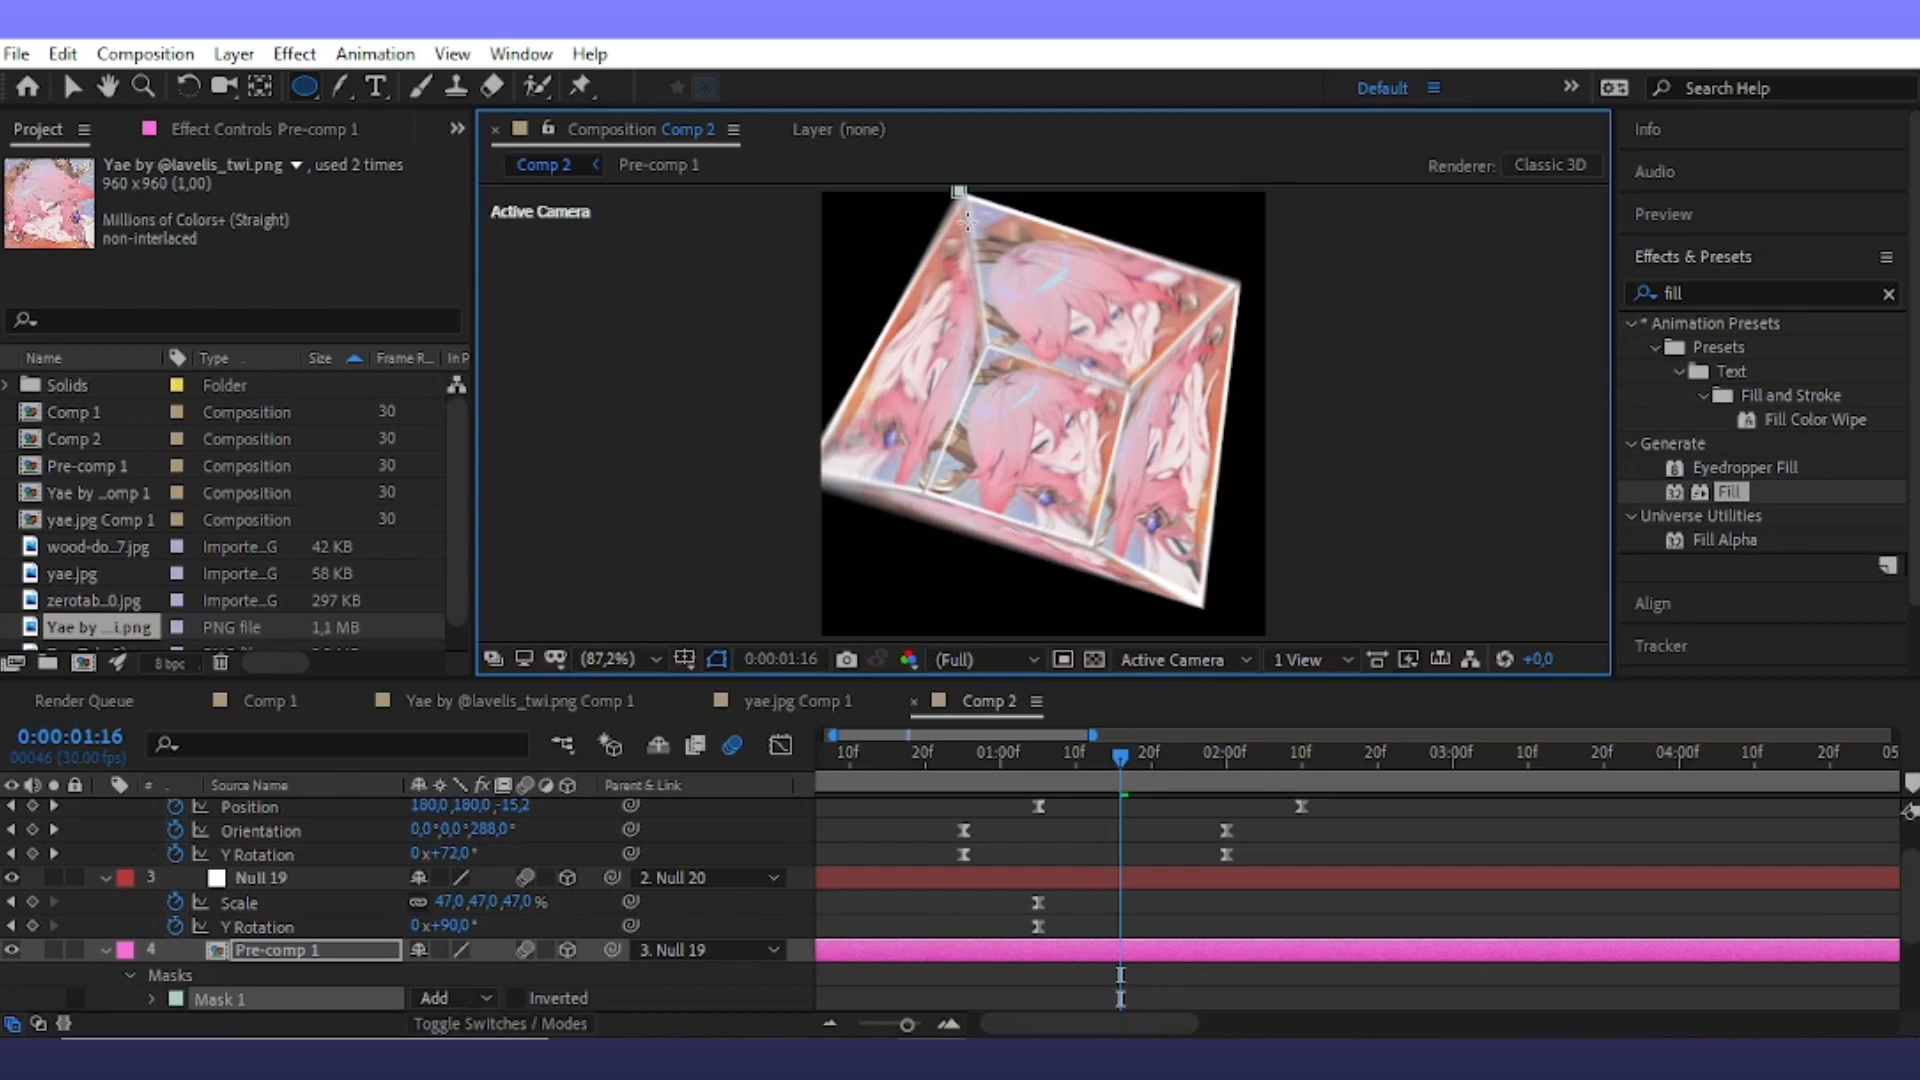 File Edit Composition Layer Effect Animation View Window Help
Default
Search Help
Project
Effect Controls Pre-comp 1
Composition Comp 2
Layer (none)
Info
Yae by @lavelis_twi.png , used 2 times
960 x 960 (1,00)
Millions of Colors+ (Straight)
non-interlaced
Comp 2
Pre-comp 1
Renderer: Classic 3D
Active Camera
Audio
Preview
Effects & Presets
fill
* Animation Presets
Presets
Text
Fill and Stroke
Fill Color Wipe
Generate
Eyedropper Fill
Fill
Universe Utilities
Fill Alpha
Align
Tracker
Name Type Size Frame R... In P
Solids Folder
Comp 1 Composition 30
Comp 2 Composition 30
Pre-comp 1 Composition 30
Yae by ...omp 1 Composition 30
yae.jpg Comp 1 Composition 30
wood-do...7.jpg Importe...G 42 KB
yae.jpg Importe...G 58 KB
zerotab...0.jpg Importe...G 297 KB
Yae by ...i.png PNG file 1,1 MB
8 bpc
(87,2%) 0:00:01:16 (Full) Active Camera 1 View +0,0
Render Queue Comp 1 Yae by @lavelis_twi.png Comp 1 yae.jpg Comp 1 Comp 2
0:00:01:16
00046 (30.00 fps)
10f 20f 01:00f 10f 20f 02:00f 10f 20f 03:00f 10f 20f 04:00f 10f 20f 05
# Source Name Parent & Link
Position 180,0,180,0,-15,2
Orientation 0,0°,0,0°,288,0°
Y Rotation 0x+72,0°
3 Null 19 2. Null 20
Scale 47,0,47,0,47,0%
Y Rotation 0x+90,0°
4 Pre-comp 1 3. Null 19
Masks
Mask 1 Add Inverted
Toggle Switches / Modes